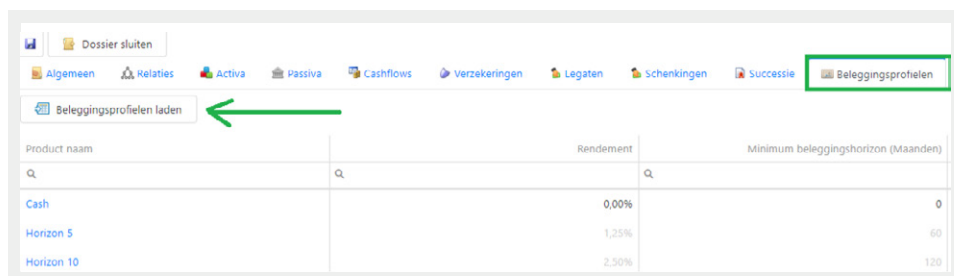 Dossier sluiten
Algemeen Relaties Activa Passiva Cashflows Verzekeringen Legaten Schenkingen Successie Beleggingsprofielen
Beleggingsprofielen laden
Product naam Rendement Minimum beleggingshorizon (Maanden)
Cash 0,00% 0
Horizon 5 1,25% 60
Horizon 10 2,50% 120